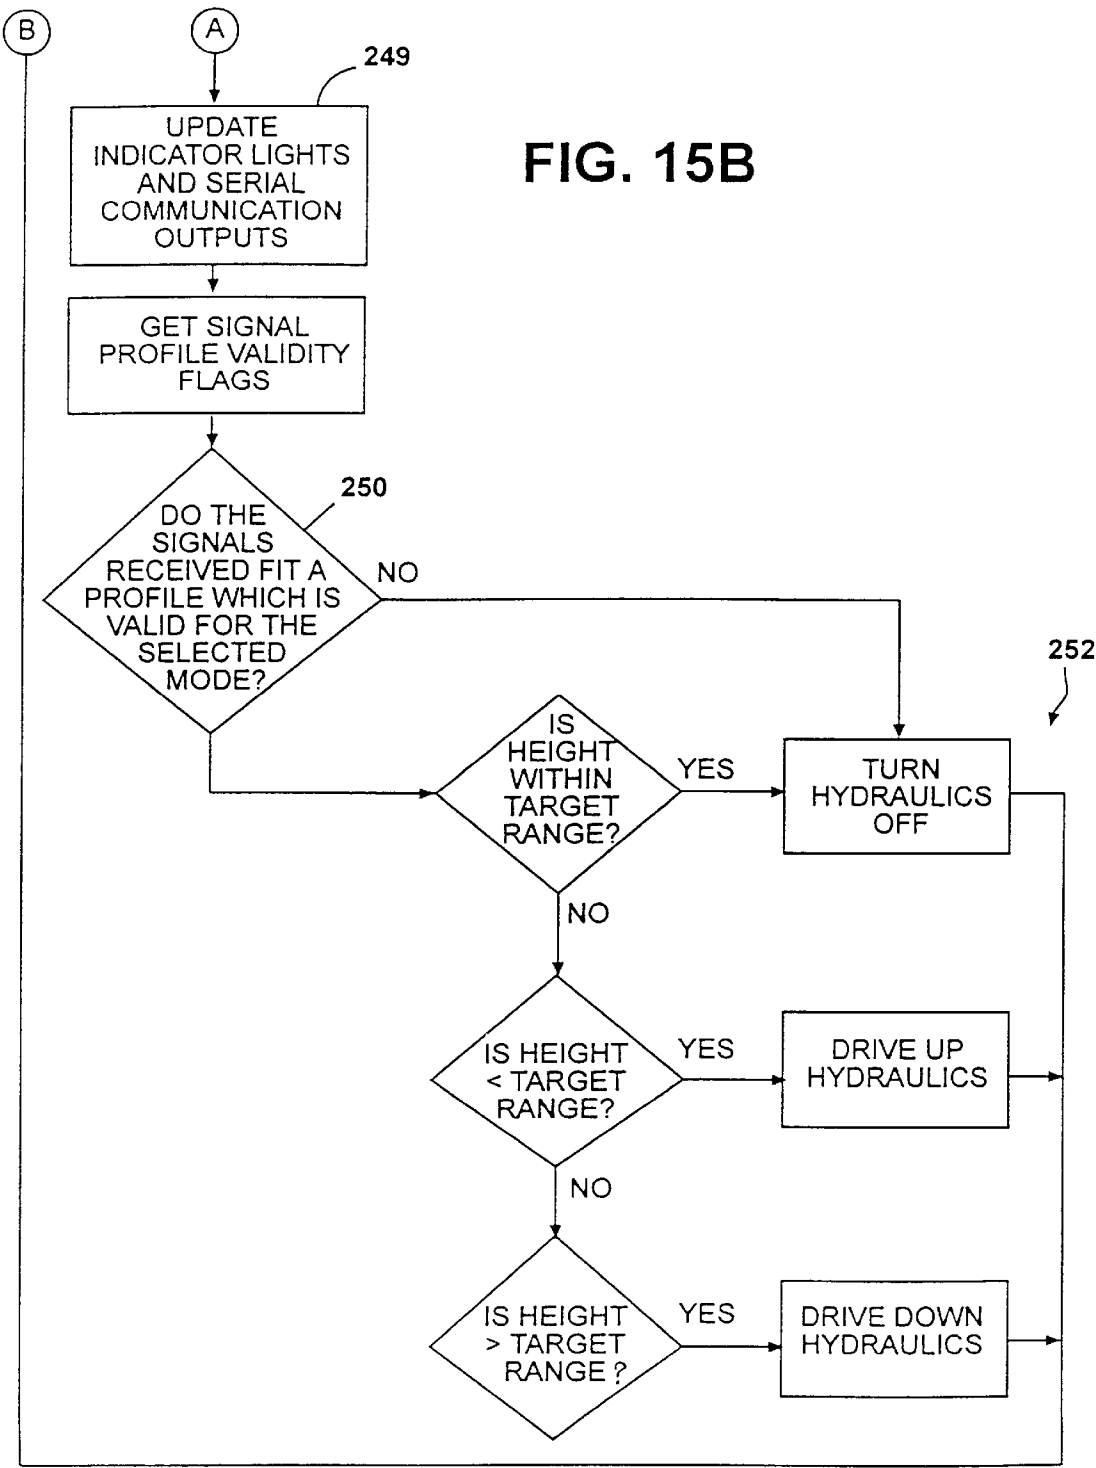 B
A
249
UPDATE
INDICATOR LIGHTS
AND SERIAL
COMMUNICATION
OUTPUTS
FIG. 15B
GET SIGNAL
PROFILE VALIDITY
FLAGS
250
DO THE
SIGNALS
RECEIVED FIT A
PROFILE WHICH IS
VALID FOR THE
SELECTED
MODE?
NO
252
IS
HEIGHT
WITHIN
TARGET
RANGE?
YES
TURN
HYDRAULICS
OFF
NO
IS HEIGHT
< TARGET
RANGE?
YES
DRIVE UP
HYDRAULICS
NO
IS HEIGHT
> TARGET
RANGE?
YES
DRIVE DOWN
HYDRAULICS